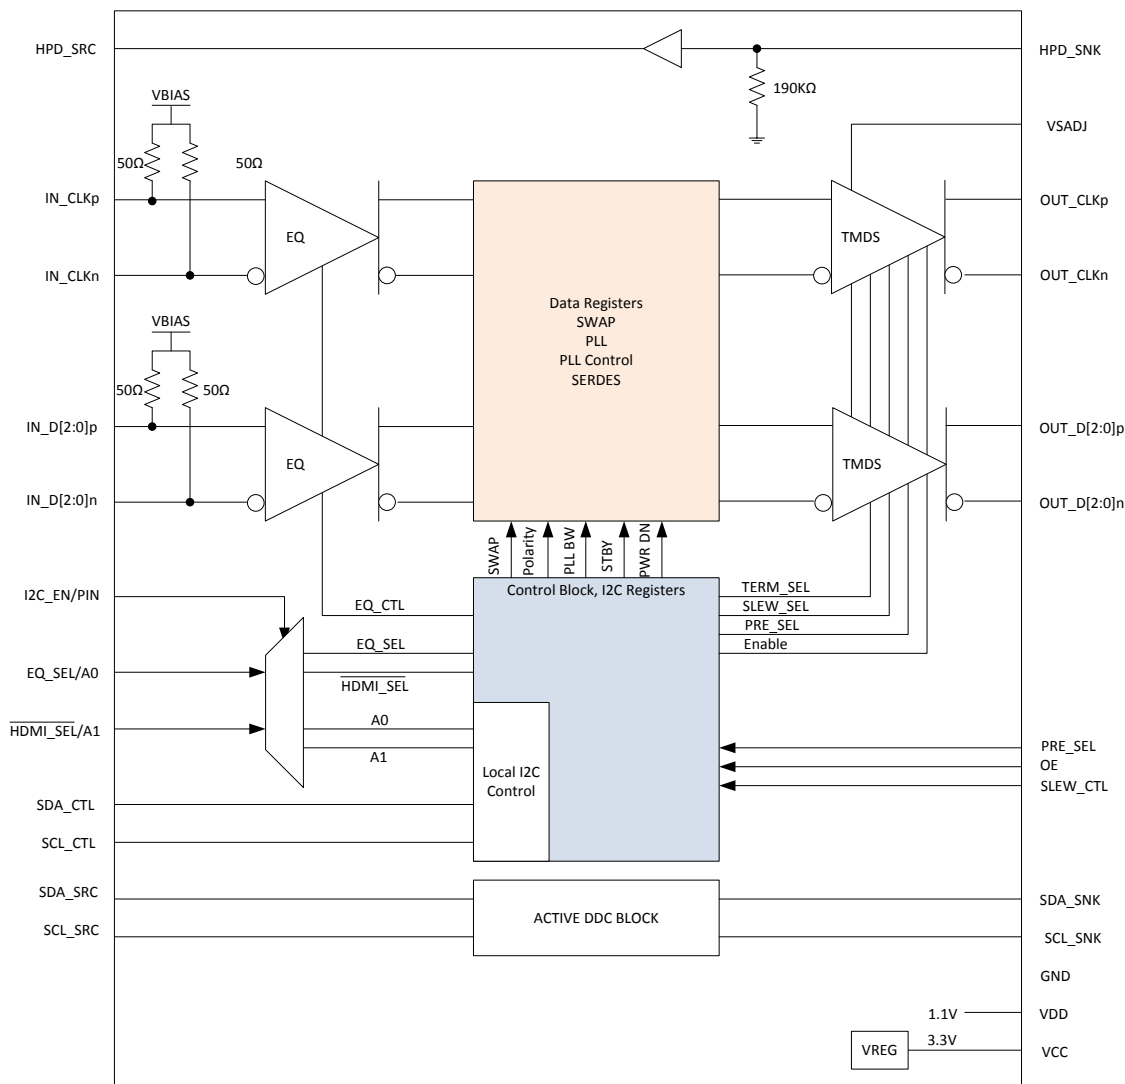 HPD_SRC
HPD_SNK
190KΩ
VBIAS
VSADJ
50Ω
50Ω
IN_CLKp
OUT_CLKp
EQ
TMDS
IN_CLKn
OUT_CLKn
Data Registers
SWAP
PLL
PLL Control
SERDES
VBIAS
50Ω
50Ω
IN_D[2:0]p
OUT_D[2:0]p
EQ
TMDS
IN_D[2:0]n
OUT_D[2:0]n
SWAP
Polarity
PLL BW
STBY
PWR DN
I2C_EN/PIN
Control Block, I2C Registers
TERM_SEL
EQ_CTL
SLEW_SEL
PRE_SEL
EQ_SEL
Enable
EQ_SEL/A0
HDMI_SEL
HDMI_SEL/A1
A0
A1
PRE_SEL
OE
SLEW_CTL
Local I2C
Control
SDA_CTL
SCL_CTL
SDA_SRC
SDA_SNK
ACTIVE DDC BLOCK
SCL_SRC
SCL_SNK
GND
1.1V
VDD
3.3V
VREG
VCC